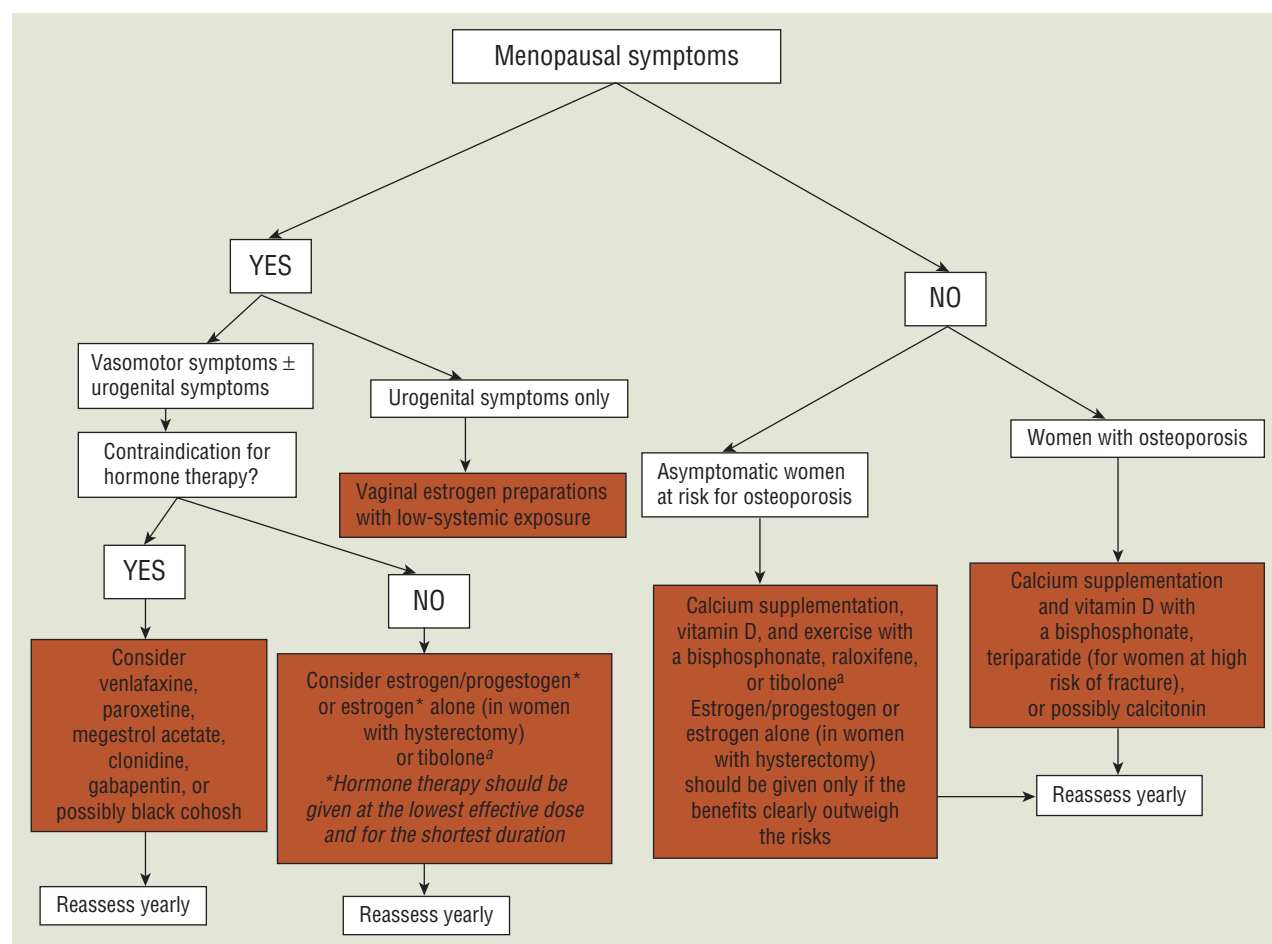 Menopausal symptoms
YES
NO
Vasomotor symptoms ±
urogenital symptoms
Urogenital symptoms only
Contraindication for
hormone therapy?
Vaginal estrogen preparations
with low-systemic exposure
YES
NO
Consider
venlafaxine,
paroxetine,
megestrol acetate,
clonidine,
gabapentin, or
possibly black cohosh
Reassess yearly
Consider estrogen/progestogen*
or estrogen* alone (in women
with hysterectomy)
or tiboloneª
*Hormone therapy should be
given at the lowest effective dose
and for the shortest duration
Reassess yearly
Asymptomatic women
at risk for osteoporosis
Calcium supplementation,
vitamin D, and exercise with
a bisphosphonate, raloxifene,
or tiboloneª
Estrogen/progestogen or
estrogen alone (in women
with hysterectomy)
should be given only if the
benefits clearly outweigh
the risks
Women with osteoporosis
Calcium supplementation
and vitamin D with
a bisphosphonate,
teriparatide (for women at high
risk of fracture),
or possibly calcitonin
Reassess yearly